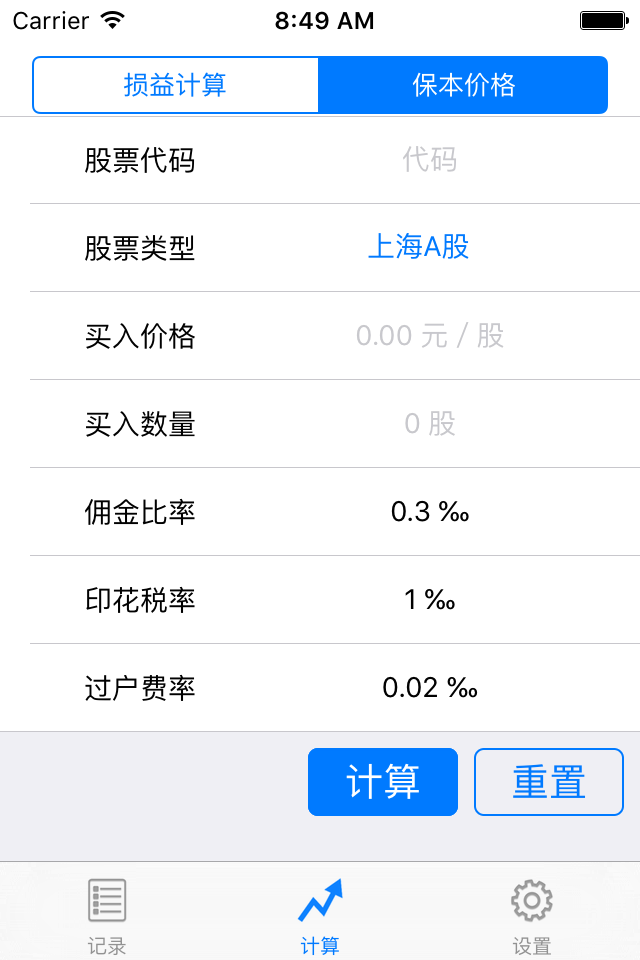 Carrier 8:49 AM
损益计算 保本价格
股票代码 代码
股票类型 上海A股
买入价格 0.00 元 / 股
买入数量 0 股
佣金比率 0.3 ‰
印花税率 1 ‰
过户费率 0.02 ‰
计算 重置
记录 计算 设置